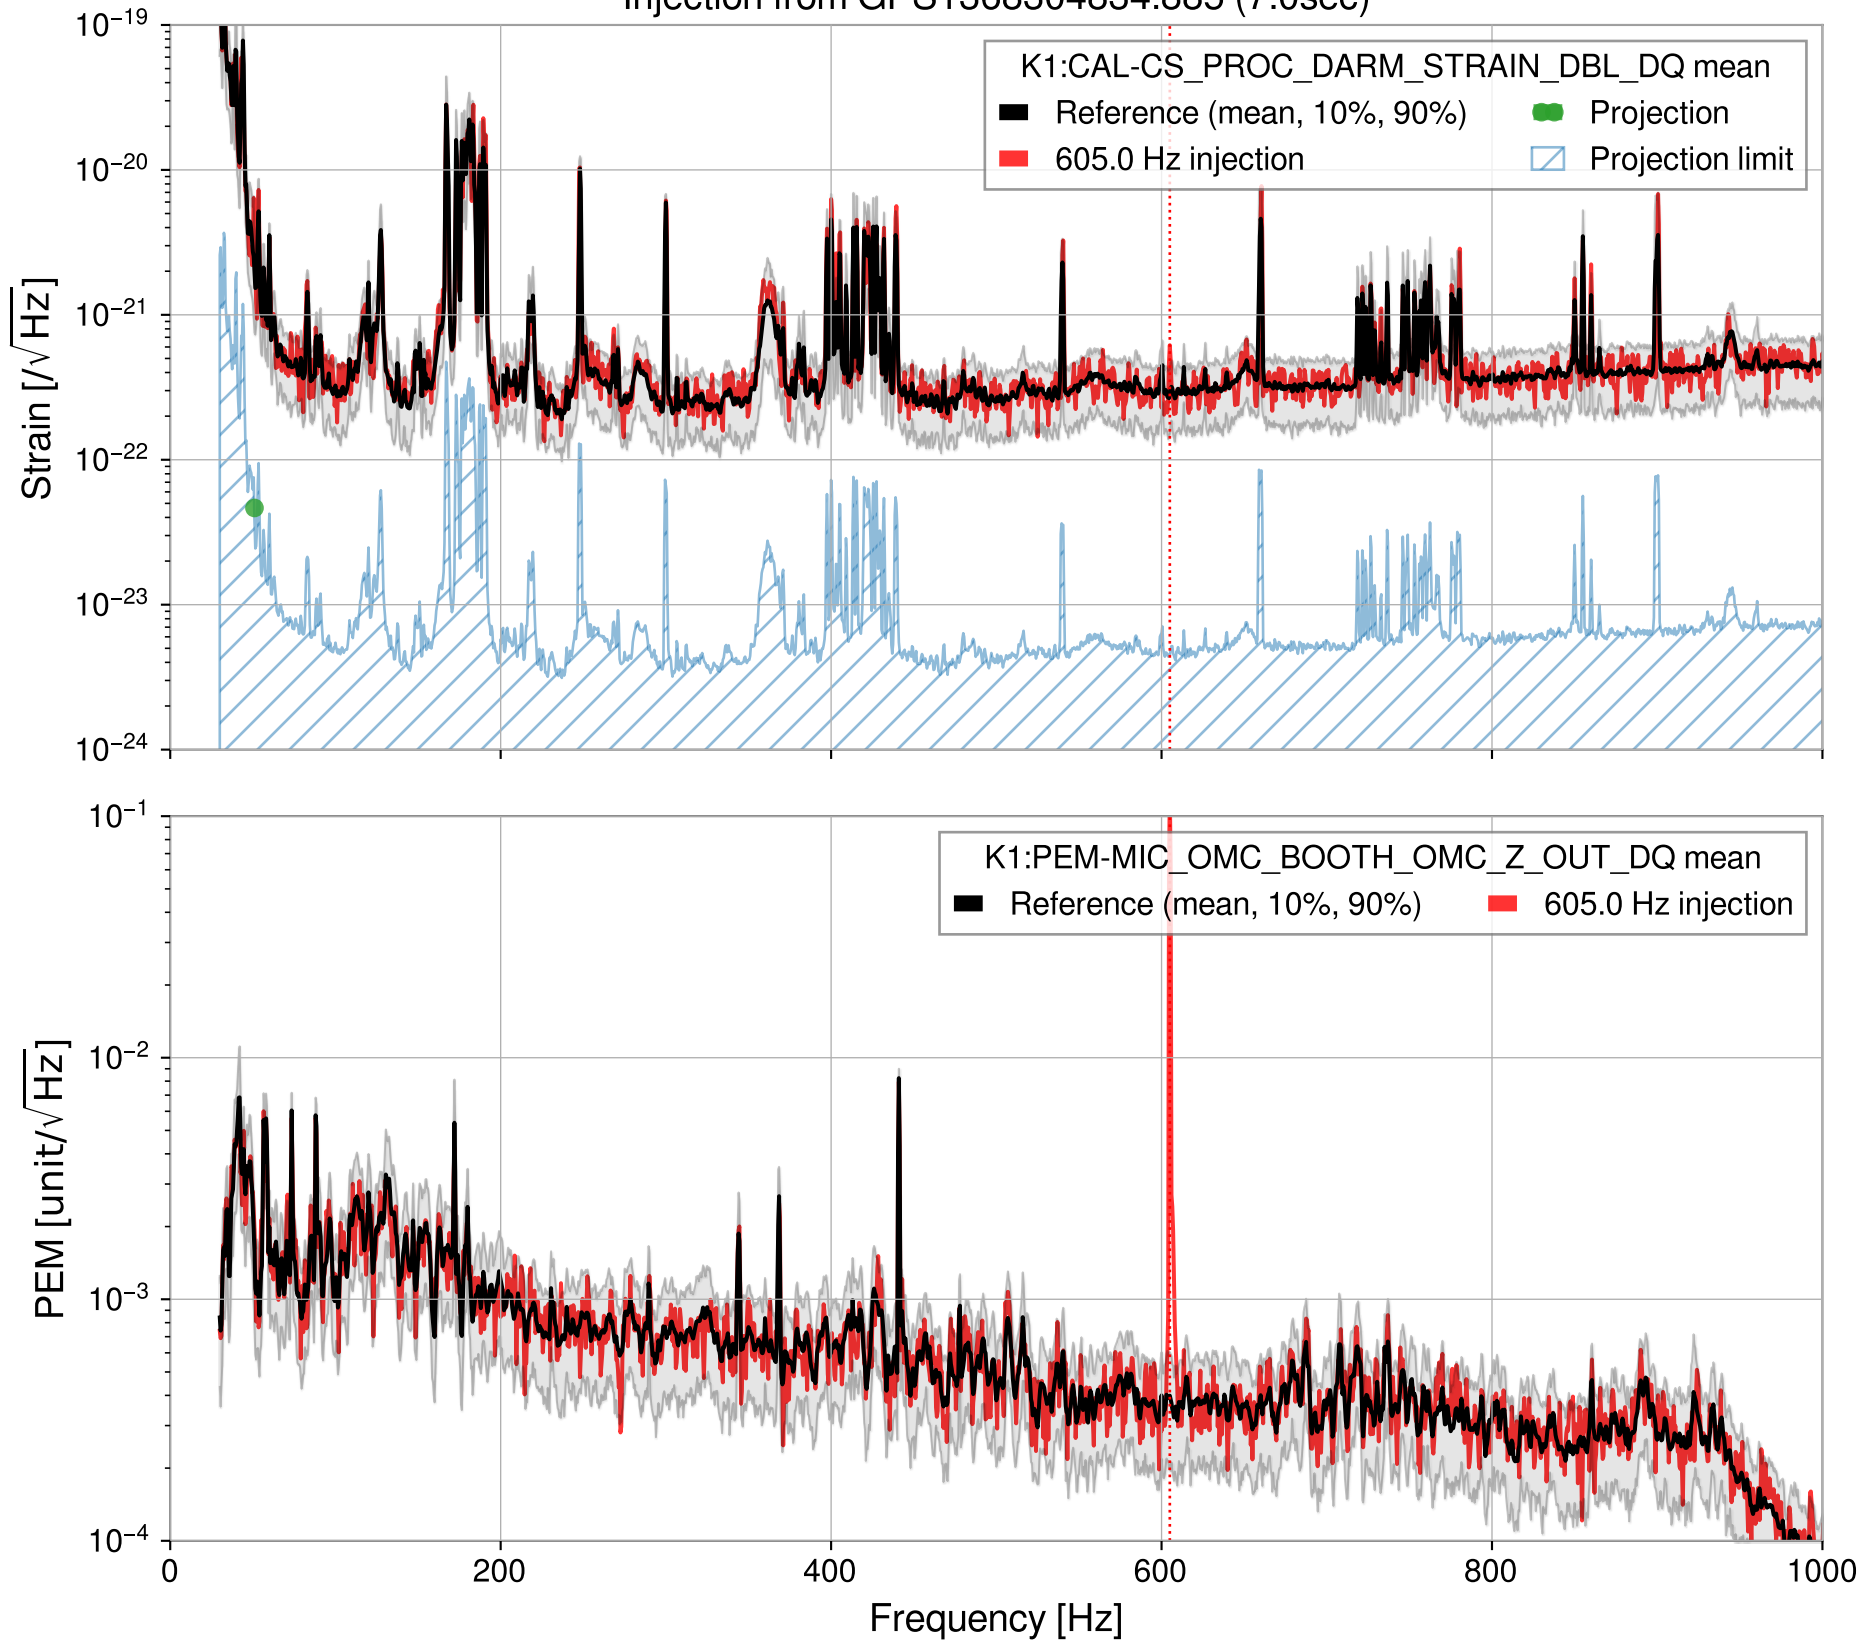 10⁻¹⁹
K1:CAL-CS_PROC_DARM_STRAIN_DBL_DQ mean
Reference (mean, 10%, 90%)
Projection
605.0 Hz injection
Projection limit
10⁻²⁰
10⁻²¹
10⁻²²
10⁻²³
10⁻²⁴
Strain [/√Hz]
10⁻¹
K1:PEM-MIC_OMC_BOOTH_OMC_Z_OUT_DQ mean
Reference (mean, 10%, 90%)
605.0 Hz injection
10⁻²
10⁻³
10⁻⁴
PEM [unit/√Hz]
0 200 400 600 800 1000
Frequency [Hz]